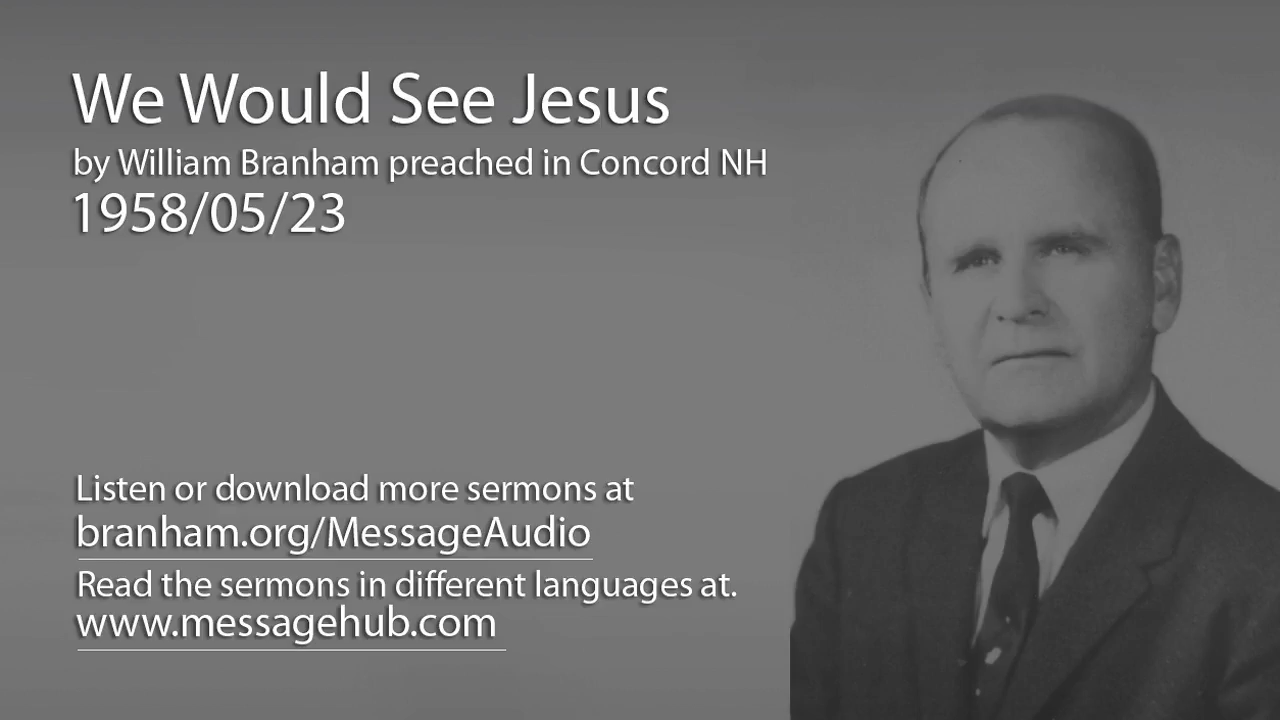 We Would See Jesus
by William Branham preached in Concord NH
1958/05/23
Listen or download more sermons at
branham.org/MessageAudio
Read the sermons in different languages at.
www.messagehub.com